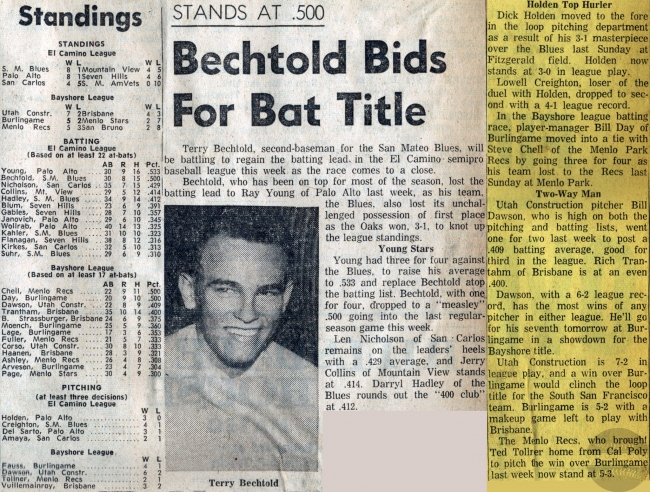 Standings
STANDINGS
El Camino League
W L W L
S. M. Blues 8 1 Mountain View 4 5
Palo Alto 8 1 Seven Hills 4 6
San Carlos 4 5 S. M. AmVets 0 10
Bayshore League
W L W L
Utah Constr. 7 2 Brisbane 4 3
Burlingame 5 2 Menlo Stars 2 7
Menlo Recs 5 3 San Bruno 2 8
BATTING
El Camino League
(Based on at least 22 at-bats)
AB R H Pct.
Young, Palo Alto 30 9 16 .533
Bechtold, S.M. Blues 30 8 15 .500
Nicholson, San Carlos 35 7 15 .429
Collins, Mt. View 29 5 12 .414
Hadley, S. M. Blues 34 9 14 .412
Blum, Seven Hills 23 6 9 .391
Gables, Seven Hills 28 7 10 .357
Janovich, Palo Alto 29 6 10 .345
Wolirab, Palo Alto 40 14 13 .325
Kahler, S.M. Blues 31 10 10 .323
Flanagan, Seven Hills 38 8 12 .316
Kirkes, San Carlos 32 5 10 .313
Suhr, S.M. Blues 29 6 9 .310
Bayshore League
(Based on at least 17 at-bats)
AB R H Pct.
Chell, Menlo Recs 22 9 11 .500
Day, Burlingame 20 9 10 .500
Dawson, Utah Constr. 22 8 9 .409
Trantham, Brisbane 35 10 14 .400
B. Strassburger, Brisbane 24 6 9 .375
Moench, Burlingame 25 5 9 .360
Lage, Burlingame 17 3 6 .353
Fuller, Menlo Recs 21 5 7 .333
Corso, Utah Constr. 30 8 10 .333
Haanen, Brisbane 28 3 9 .321
Ashley, Menlo Recs 26 4 8 .308
Arveson, Burlingame 23 4 7 .304
Page, Menlo Stars 30 4 9 .300
PITCHING
(at least three decisions)
El Camino League
W L
Holden, Palo Alto 3 0
Creighton, S.M. Blues 4 1
Del Sarto, Palo Alto 3 1
Amaya, San Carlos 2 1
Bayshore League
W L
Fauss, Burlingame 4 1
Dawson, Utah Constr. 6 2
Tollner, Menlo Recs 2 1
Vuilleimainroy, Brisbane 3 2
STANDS AT .500
Bechtold Bids
For Bat Title
Terry Bechtold, second-baseman for the San Mateo Blues, will
be battling to regain the batting lead in the El Camino semipro
baseball league this week as the race comes to a close.
Bechtold, who has been on top for most of the season, lost the
batting lead to Ray Young of Palo Alto last week, as his team,
the Blues, also lost its unchal-
lenged possession of first place
as the Oaks won, 3-1, to knot up
the league standings.
Young Stars
Young had three for four against
the Blues, to raise his average
to .533 and replace Bechtold atop
the batting list. Bechtold, with one
for four, dropped to a "measley"
.500 going into the last regular-
season game this week.
Len Nicholson of San Carlos
remains on the leaders' heels
with a .429 average, and Jerry
Collins of Mountain View stands
at .414. Darryl Hadley of the
Blues rounds out the "400 club"
at .412.
Terry Bechtold
Holden Top Hurler
Dick Holden moved to the fore
in the loop pitching department
as a result of his 3-1 masterpiece
over the Blues last Sunday at
Fitzgerald field. Holden now
stands at 3-0 in league play.
Lowell Creighton, loser of the
duel with Holden, dropped to sec-
ond with a 4-1 league record.
In the Bayshore league batting
race, player-manager Bill Day of
Burlingame moved into a tie with
Steve Chell of the Menlo Park
Recs by going three for four as
his team lost to the Recs last
Sunday at Menlo Park.
Two-Way Man
Utah Construction pitcher Bill
Dawson, who is high on both the
pitching and batting lists, went
one for two last week to post a
.409 batting average, good for
third in the league. Rich Tran-
tahm of Brisbane is at an even
.400.
Dawson, with a 6-2 league rec-
ord, has the most wins of any
pitcher in either league. He'll go
for his seventh tomorrow at Bur-
lingame in a showdown for the
Bayshore title.
Utah Construction is 7-2 in
league play, and a win over Bur-
lingame would clinch the loop
title for the South San Francisco
team. Burlingame is 5-2 with a
makeup game left to play with
Brisbane.
The Menlo Recs, who brought
Ted Tollner home from Cal Poly
to pitch the win over Burlingame
last week now stand at 5-3.